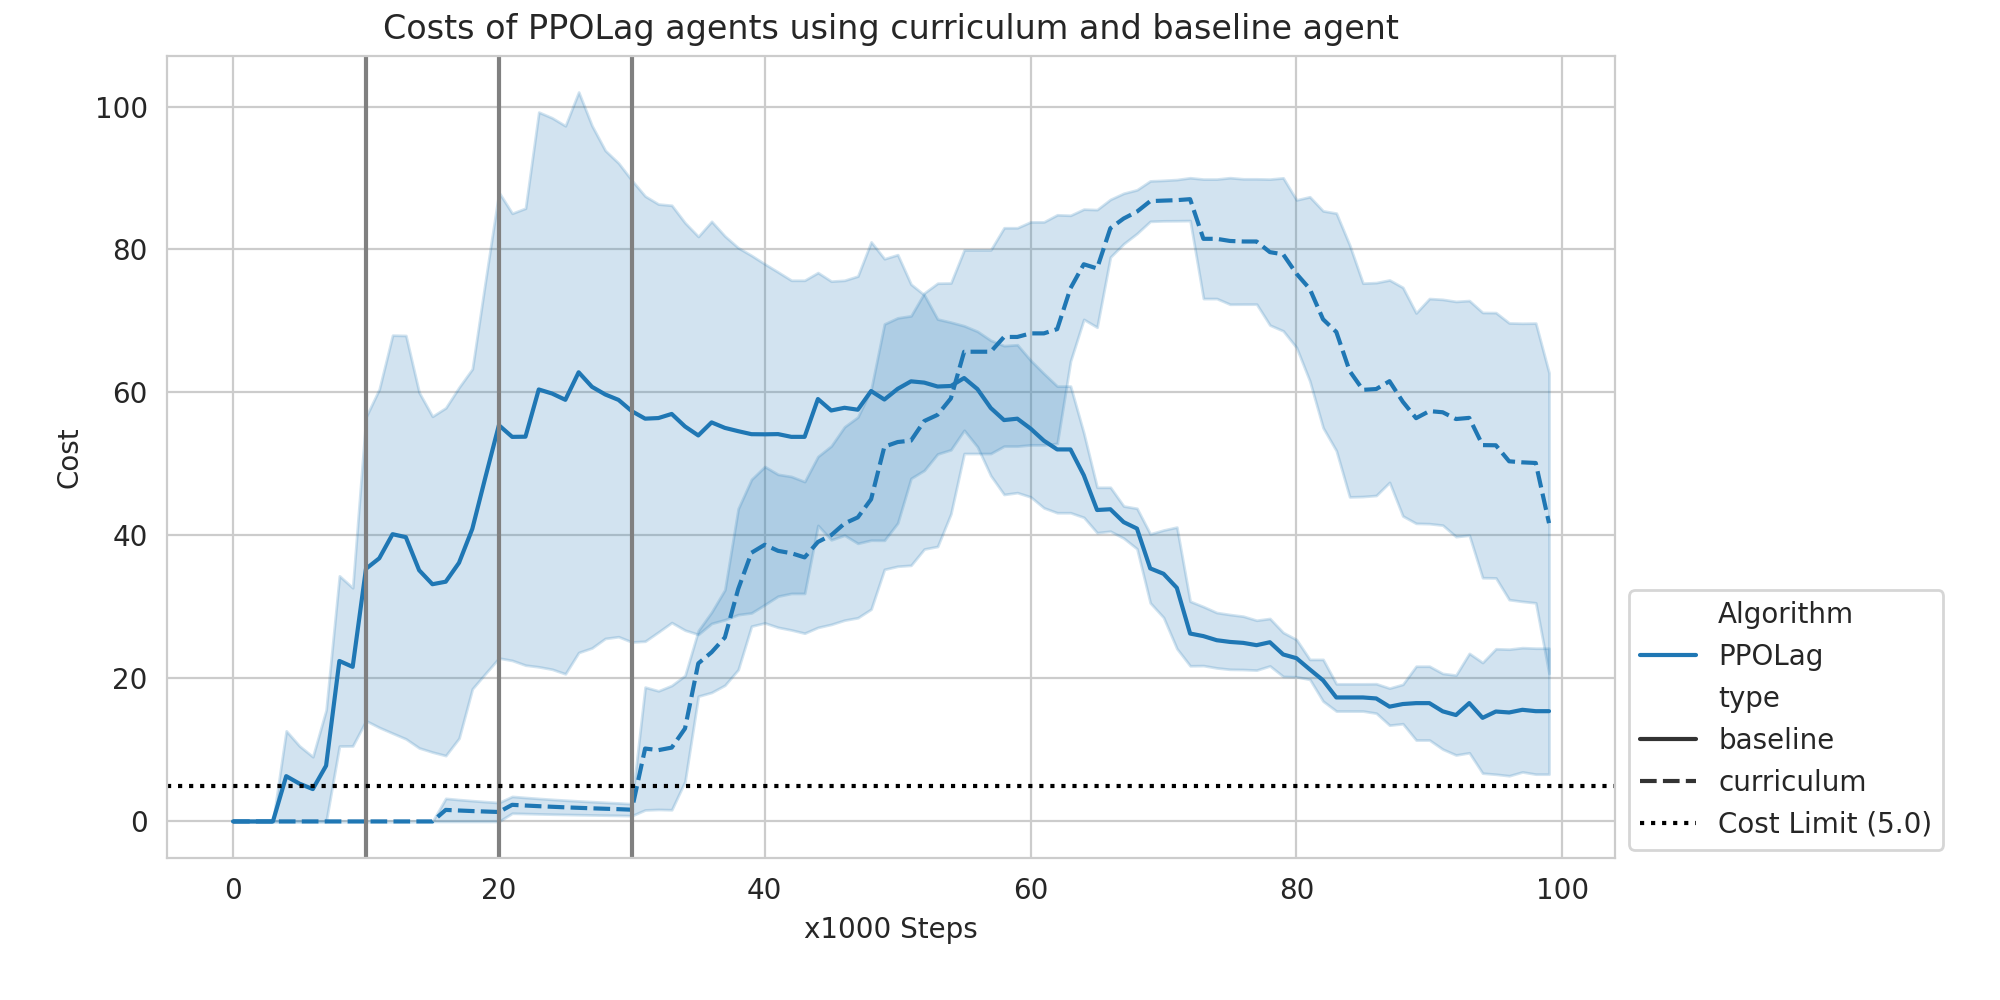 Costs of PPOLag agents using curriculum and baseline agent
100
80
60
40
20
0
Cost
0 20 40 60 80 100
x1000 Steps
Algorithm
PPOLag
type
baseline
curriculum
Cost Limit (5.0)